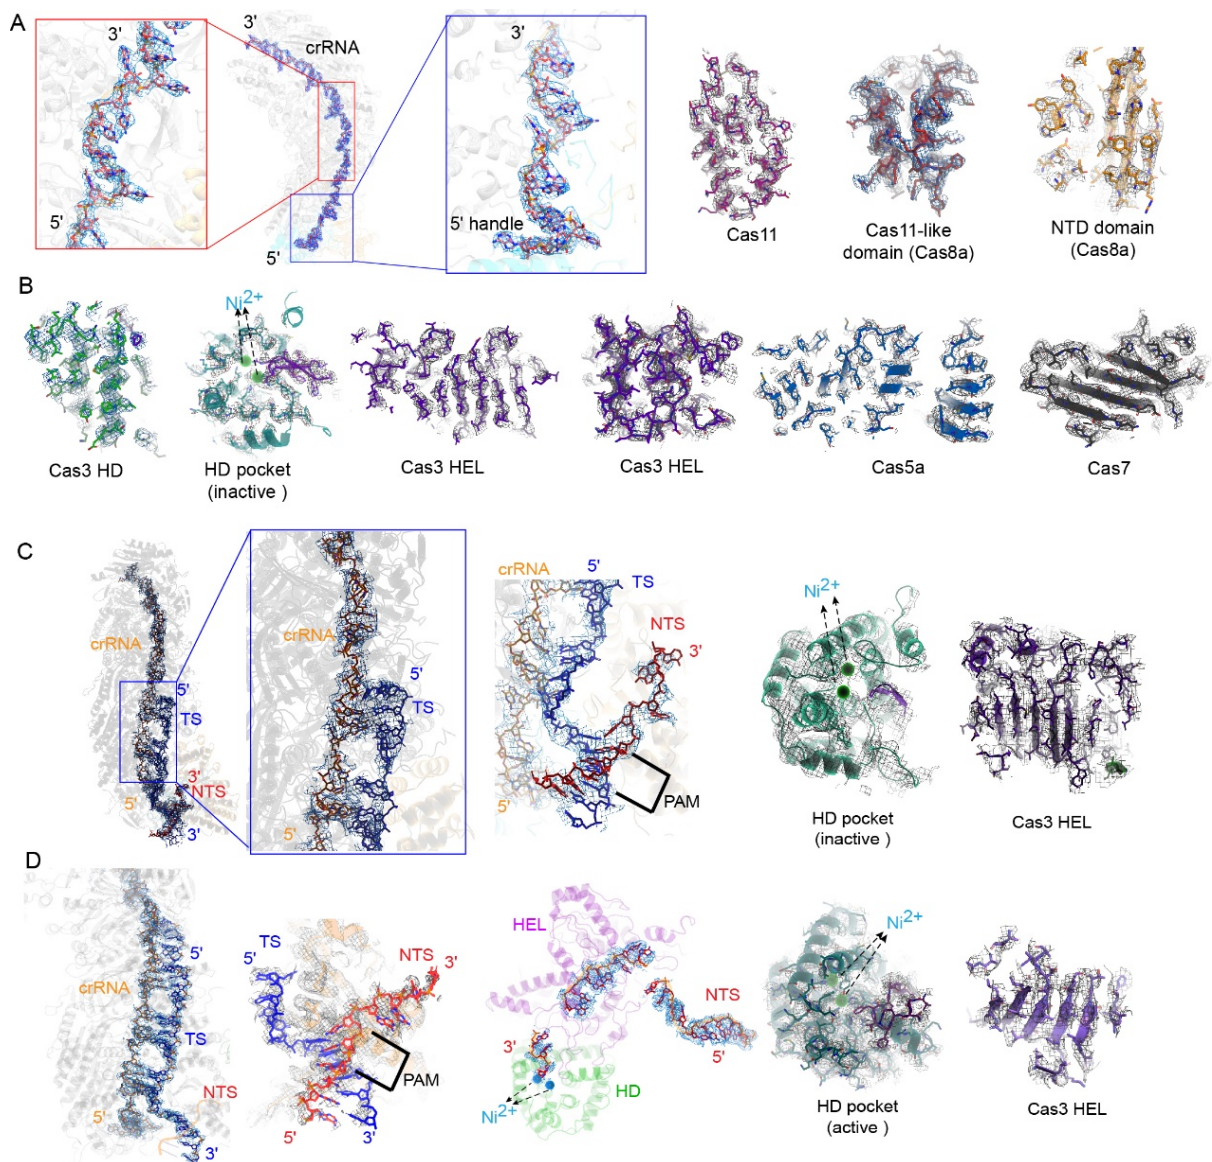 A
3'
5'
3'
crRNA
5'
3'
5' handle
Cas11
Cas11-like
domain (Cas8a)
NTD domain
(Cas8a)
B
Cas3 HD
Ni2+
HD pocket
(inactive )
Cas3 HEL
Cas3 HEL
Cas5a
Cas7
C
crRNA
5'
TS
3'
NTS
5'
3'
crRNA
5'
TS
5'
crRNA
5'
TS
NTS
3'
5'
PAM
Ni2+
HD pocket
(inactive )
Cas3 HEL
D
5'
crRNA
TS
NTS
5'
3'
TS
5'
NTS
3'
PAM
5'
3'
HEL
NTS
3'
5'
HD
Ni2+
Ni2+
HD pocket
(active )
Cas3 HEL